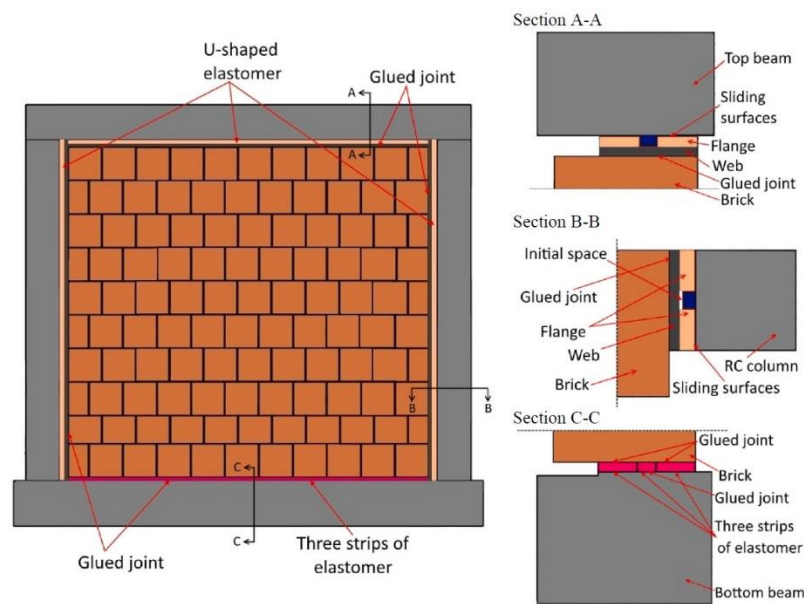 U-shaped
elastomer
Glued joint
A
A
B
B
C
C
Glued joint
Three strips of
elastomer
Section A-A
Top beam
Sliding
surfaces
Flange
Web
Glued joint
Brick
Section B-B
Initial space
Glued joint
Flange
Web
Brick
RC column
Sliding surfaces
Section C-C
Glued joint
Brick
Glued joint
Three strips
of elastomer
Bottom beam